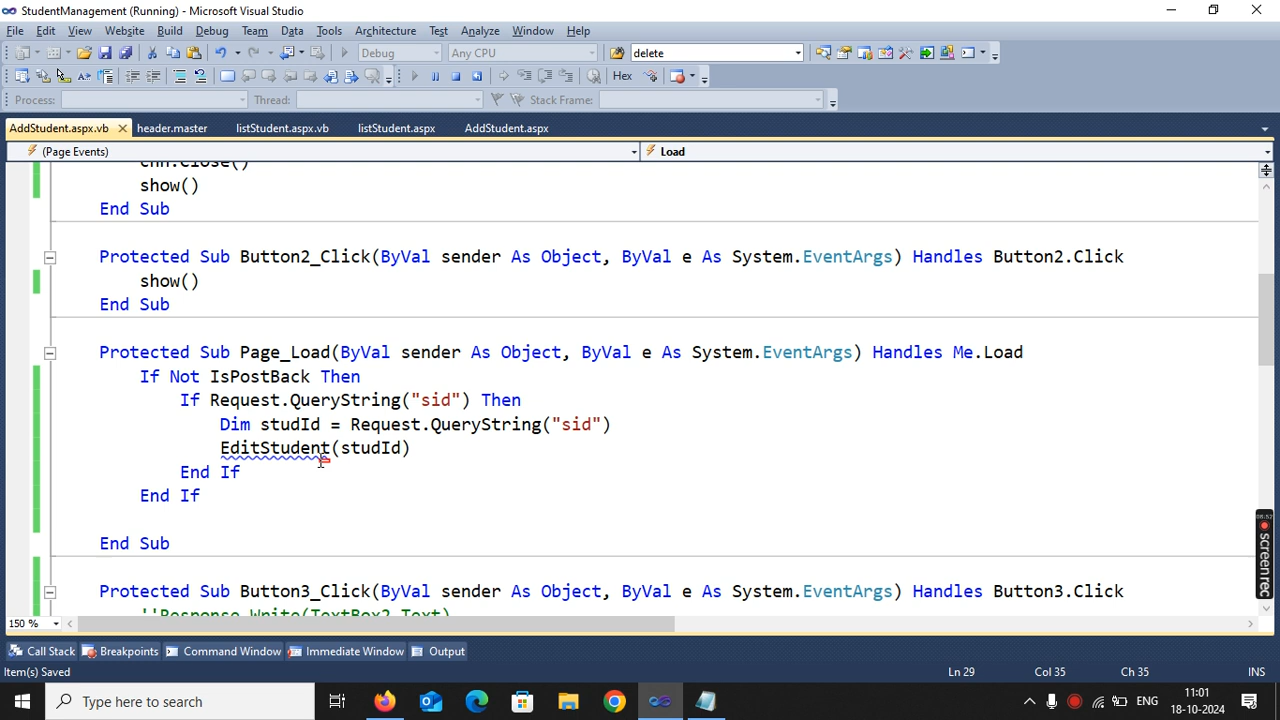 StudentManagement (Running) - Microsoft Visual Studio
File Edit View Website Build Debug Team Data Tools Architecture Test Analyze Window Help
Debug Any CPU delete
Hex
Process: Thread: Stack Frame:
AddStudent.aspx.vb header.master listStudent.aspx.vb listStudent.aspx AddStudent.aspx
(Page Events) Load
cnn.Close()
show()
End Sub
Protected Sub Button2_Click(ByVal sender As Object, ByVal e As System.EventArgs) Handles Button2.Click
show()
End Sub
Protected Sub Page_Load(ByVal sender As Object, ByVal e As System.EventArgs) Handles Me.Load
If Not IsPostBack Then
If Request.QueryString("sid") Then
Dim studId = Request.QueryString("sid")
EditStudent(studId)
End If
End If
End Sub
Protected Sub Button3_Click(ByVal sender As Object, ByVal e As System.EventArgs) Handles Button3.Click
''Response.Write(TextBox2.Text)
150 %
Call Stack Breakpoints Command Window Immediate Window Output
Item(s) Saved Ln 29 Col 35 Ch 35 INS
screenrec
Type here to search ENG 11:01
18-10-2024